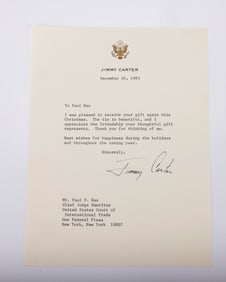 JIMMY CARTER
December 26, 1983
To Paul Rao
I was pleased to receive your gift again this
Christmas. The tie is beautiful, and I
appreciate the friendship your thoughtful gift
represents. Thank you for thinking of me.
Best wishes for happiness during the holidays
and throughout the coming year.
Sincerely,
Jimmy Carter
Mr. Paul P. Rao
Chief Judge Emeritus
United States Court of
International Trade
One Federal Plaza
New York, New York 10007